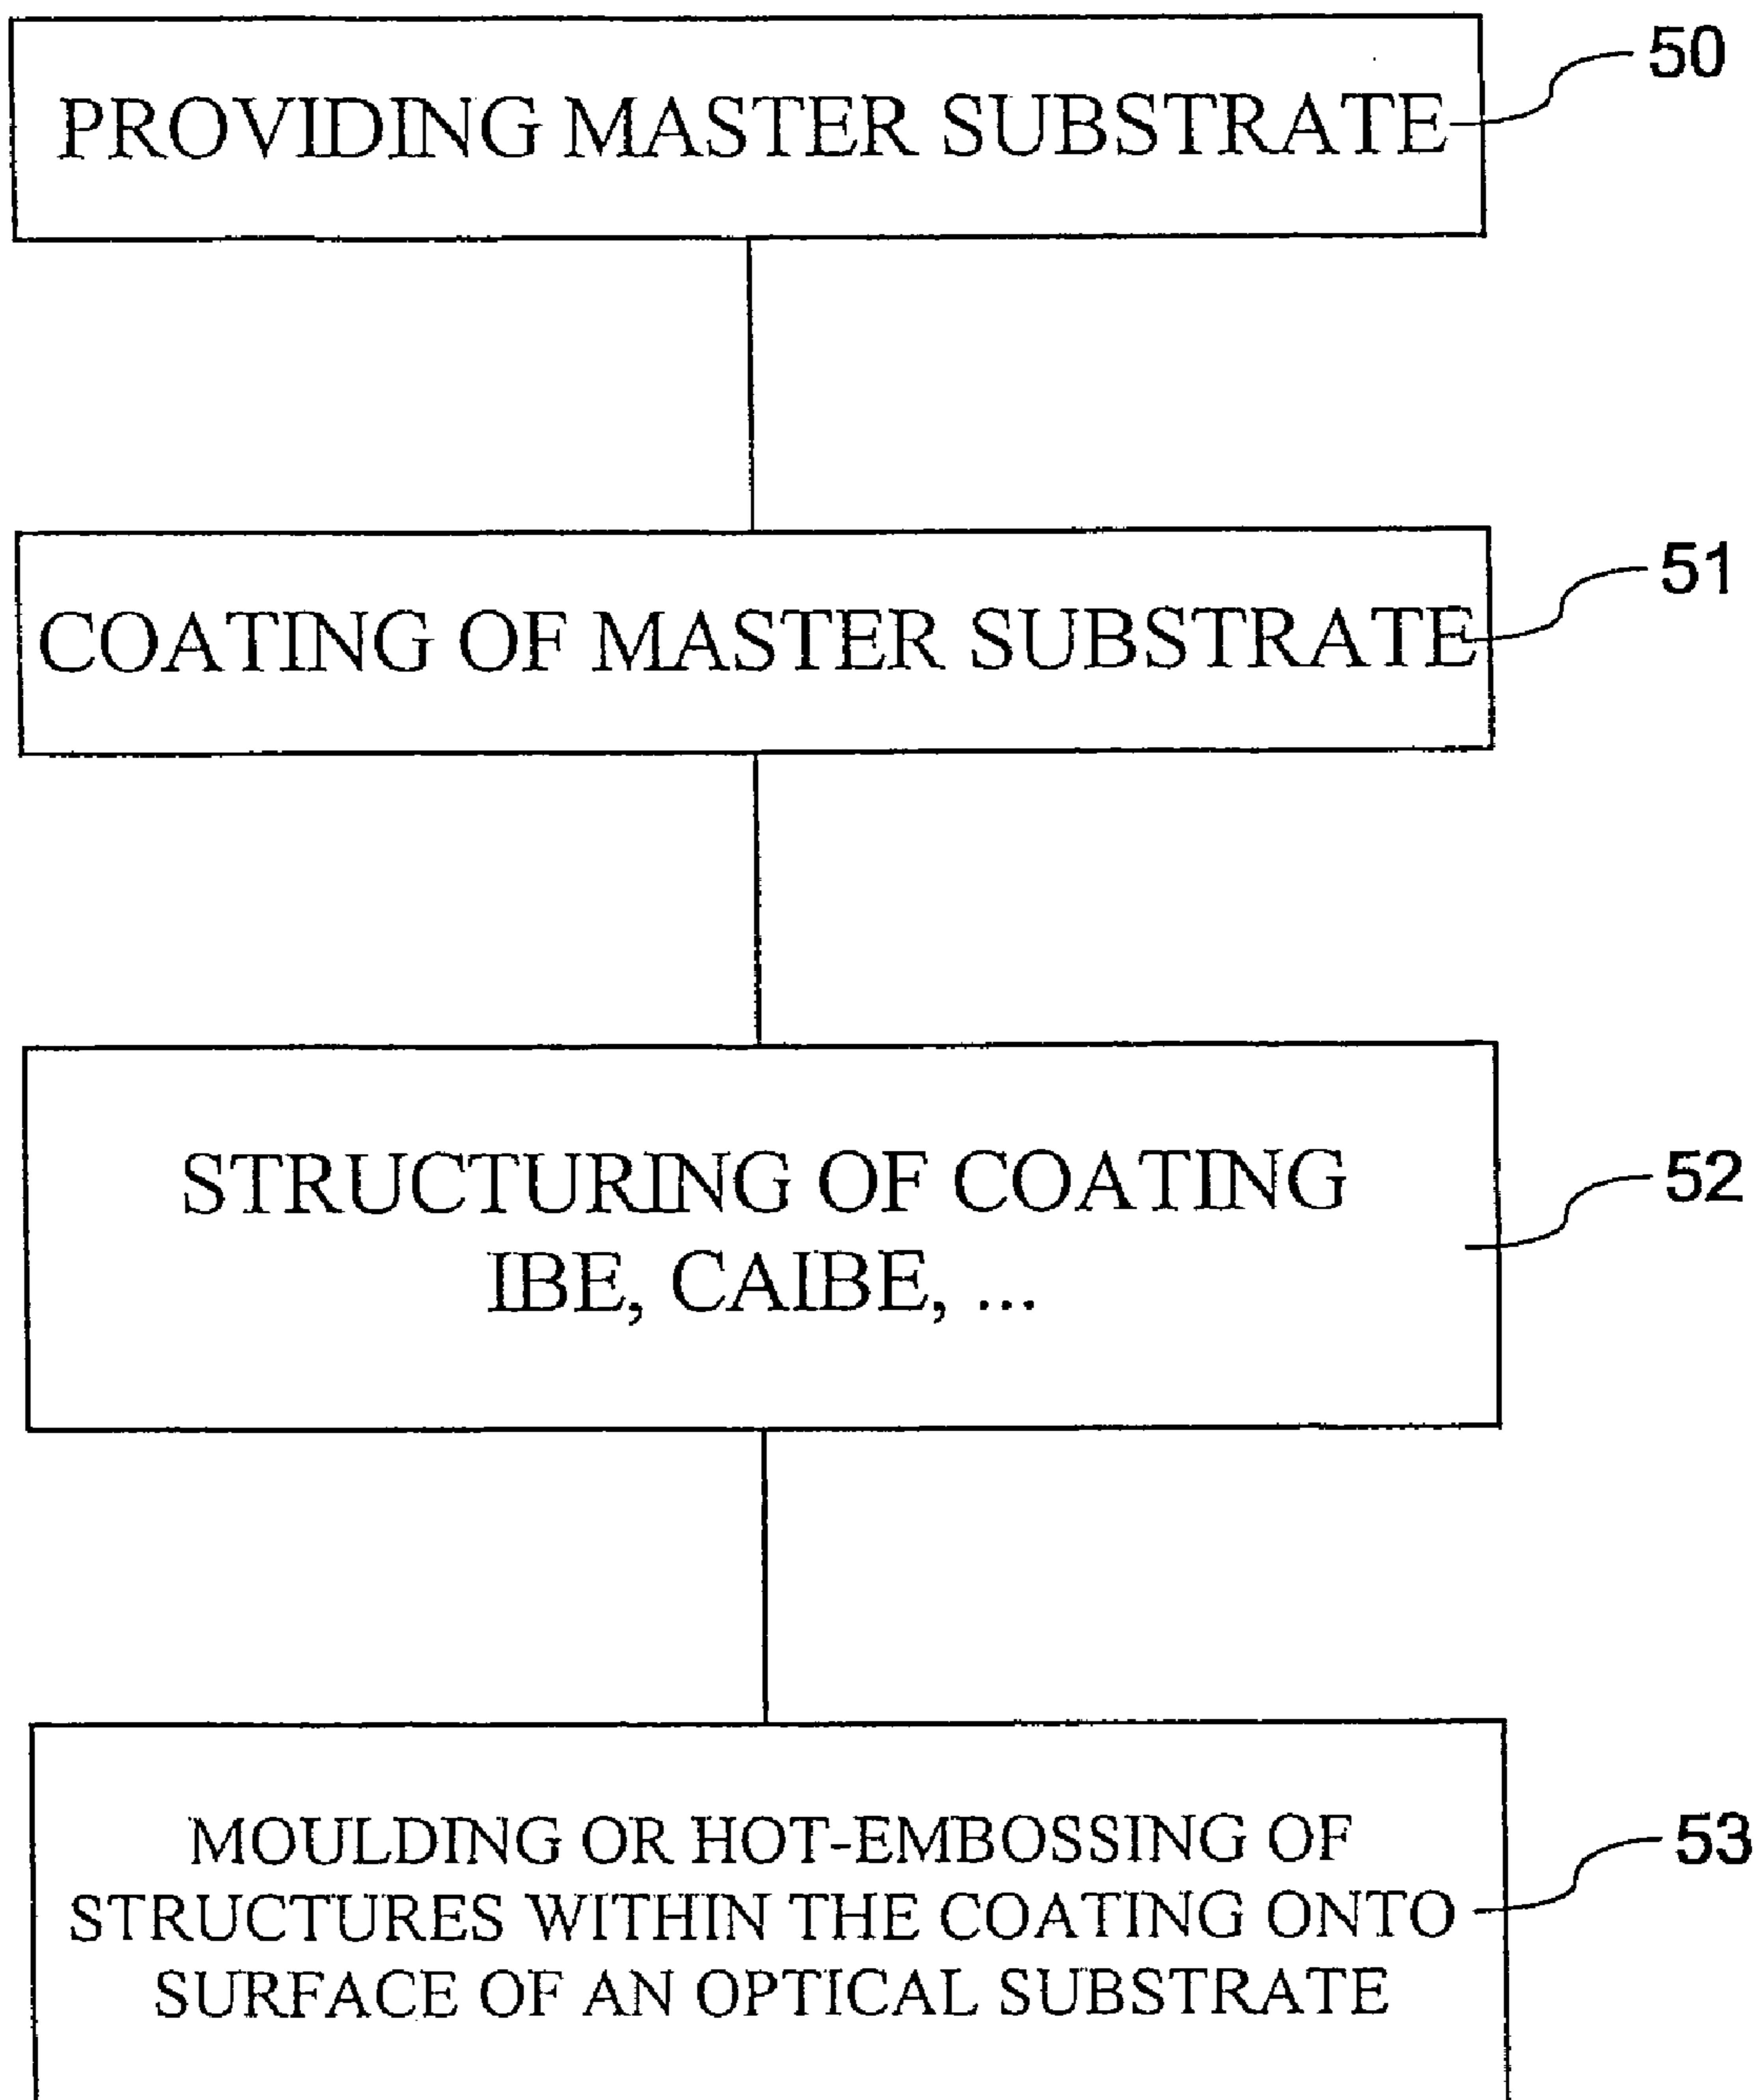 PROVIDING MASTER SUBSTRATE
50
COATING OF MASTER SUBSTRATE
51
STRUCTURING OF COATING
IBE, CAIBE, ...
52
MOULDING OR HOT-EMBOSSING OF
STRUCTURES WITHIN THE COATING ONTO
SURFACE OF AN OPTICAL SUBSTRATE
53